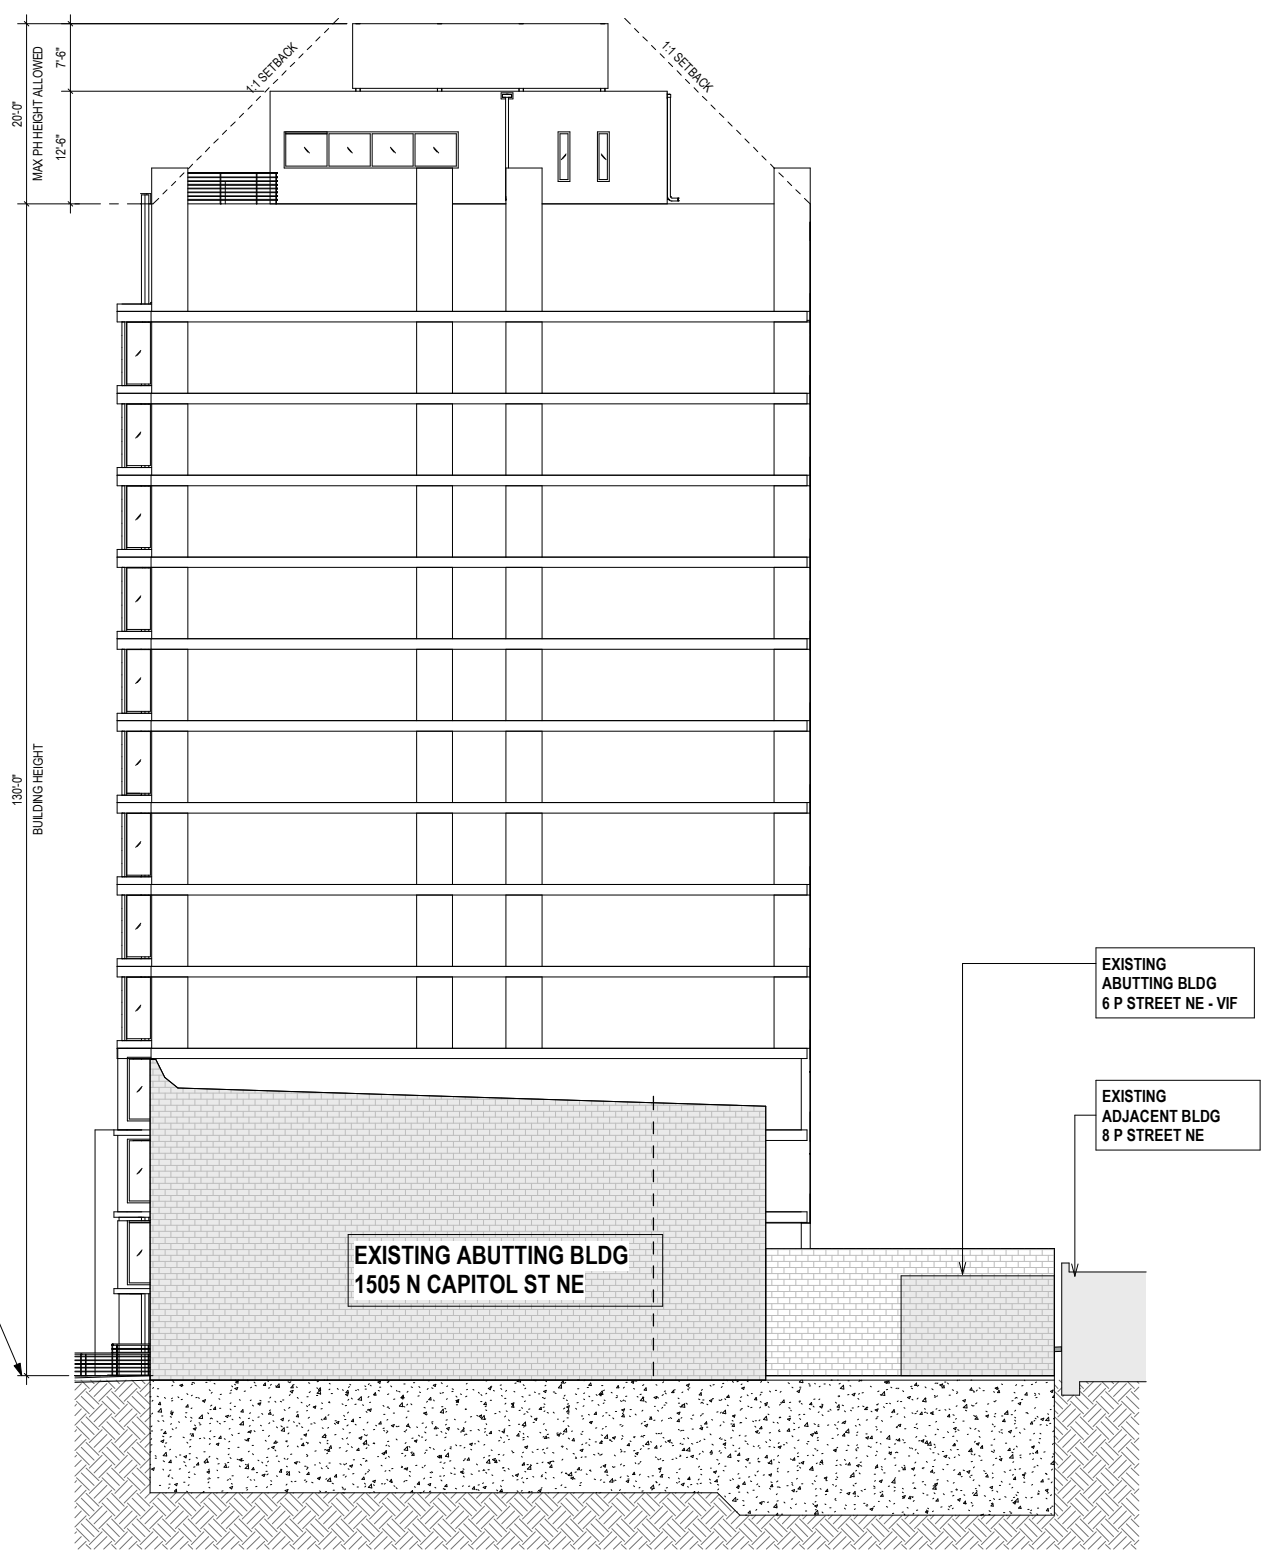 20'-0"
MAX PH HEIGHT ALLOWED
7'-6"
12'-6"
1:1 SETBACK
1:1 SETBACK
130'-0"
BUILDING HEIGHT
EXISTING
ABUTTING BLDG
6 P STREET NE - VIF
EXISTING
ADJACENT BLDG
8 P STREET NE
EXISTING ABUTTING BLDG
1505 N CAPITOL ST NE